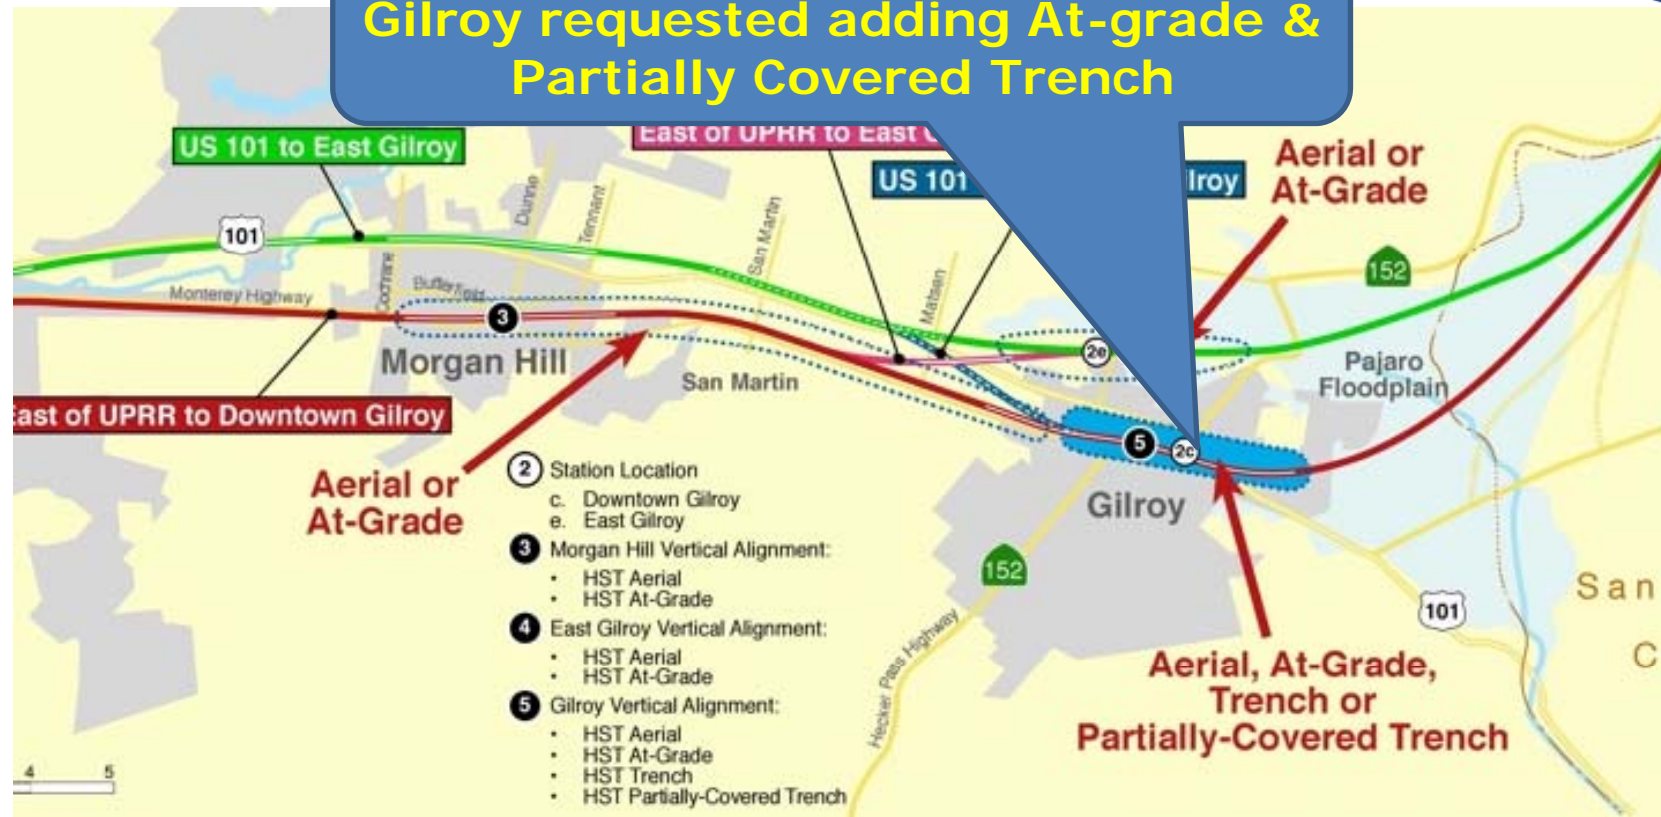 Gilroy requested adding At-grade &
Partially Covered Trench
US 101 to East Gilroy
East of UPRR to East
US 101
ilroy
Aerial or
At-Grade
101
152
Monterey Highway
Cochrane
Butterfield
Dunne
Tennant
San Martin
Masten
3
2e
Morgan Hill
San Martin
Pajaro
Floodplain
East of UPRR to Downtown Gilroy
5
2c
Gilroy
Aerial or
At-Grade
2 Station Location
c. Downtown Gilroy
e. East Gilroy
3 Morgan Hill Vertical Alignment:
• HST Aerial
• HST At-Grade
4 East Gilroy Vertical Alignment:
• HST Aerial
• HST At-Grade
5 Gilroy Vertical Alignment:
• HST Aerial
• HST At-Grade
• HST Trench
• HST Partially-Covered Trench
152
Hecker Pass Highway
101
San
C
Aerial, At-Grade,
Trench or
Partially-Covered Trench
4 5